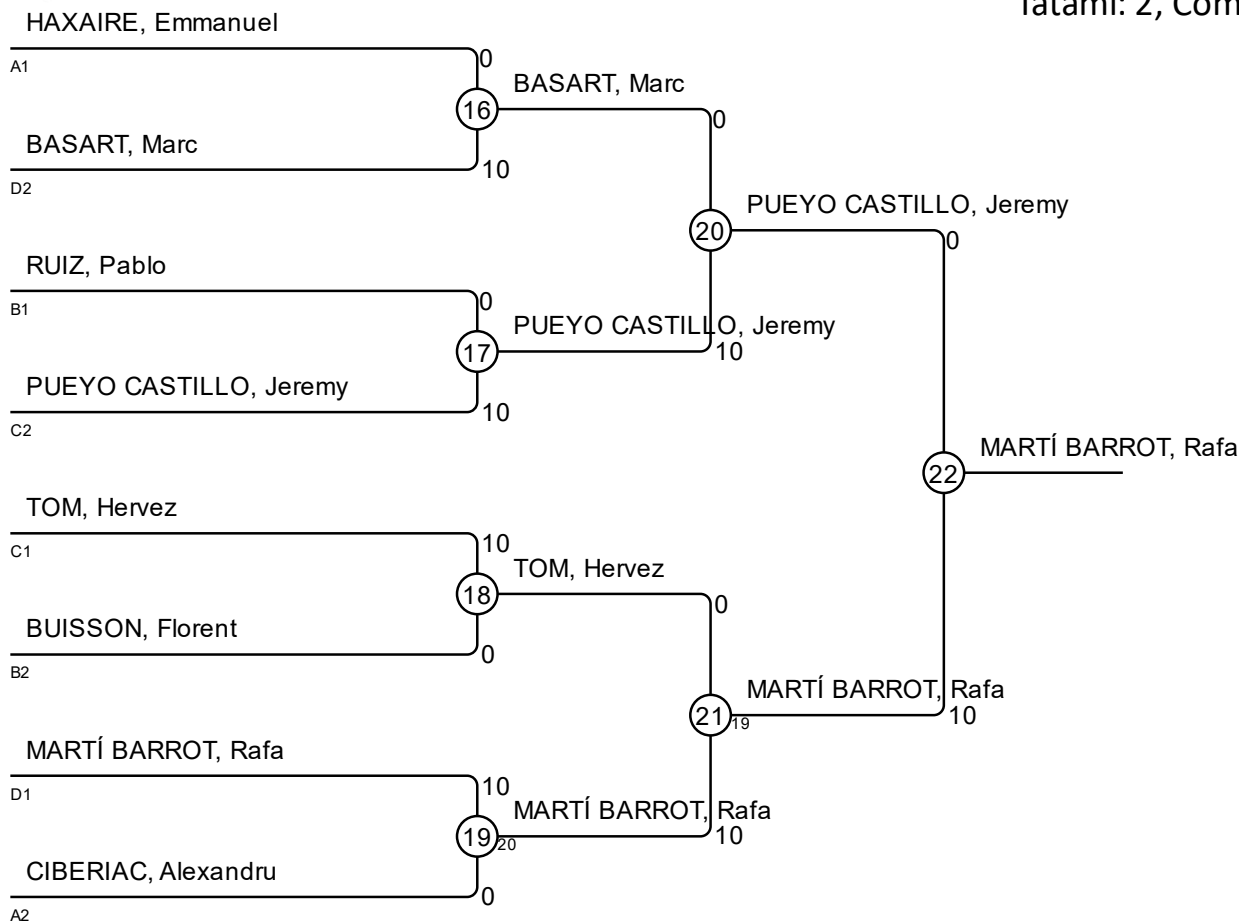 Tatami: 2, Com
HAXAIRE, Emmanuel
A1
0
16
BASART, Marc
0
BASART, Marc
D2
10
20
PUEYO CASTILLO, Jeremy
0
RUIZ, Pablo
B1
0
17
PUEYO CASTILLO, Jeremy
10
PUEYO CASTILLO, Jeremy
C2
10
22
MARTÍ BARROT, Rafa
TOM, Hervez
C1
10
18
TOM, Hervez
0
BUISSON, Florent
B2
0
21
19
MARTÍ BARROT, Rafa
10
MARTÍ BARROT, Rafa
D1
10
19
20
MARTÍ BARROT, Rafa
10
CIBERIAC, Alexandru
A2
0